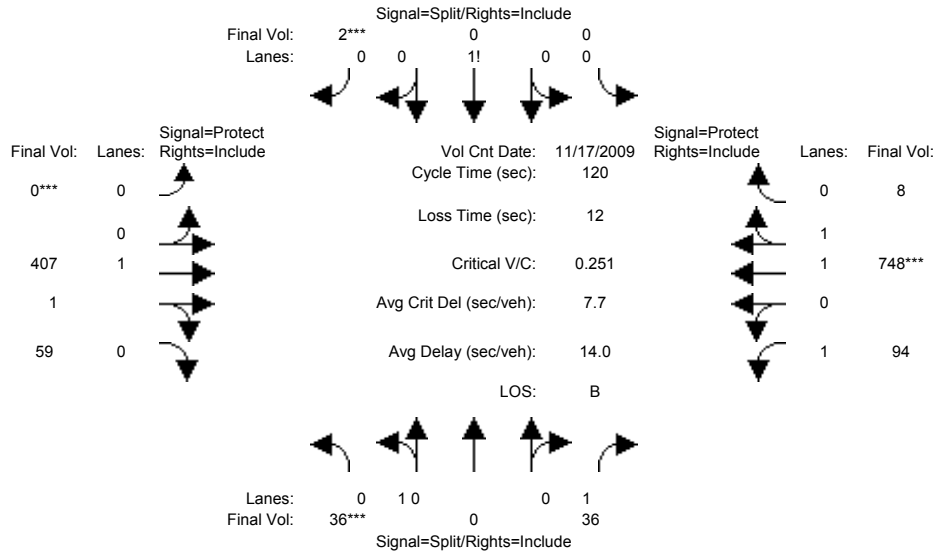 Signal=Split/Rights=Include
Final Vol: 2*** 0 0
Lanes: 0 0 1! 0 0
Signal=Protect Signal=Protect
Final Vol: Lanes: Rights=Include Vol Cnt Date: 11/17/2009 Rights=Include Lanes: Final Vol:
Cycle Time (sec): 120
0*** 0 0 8
Loss Time (sec): 12
0 1
407 1 Critical V/C: 0.251 1 748***
1 0 Avg Crit Del (sec/veh): 7.7 0
59 0 Avg Delay (sec/veh): 14.0 1 94
LOS: B
Lanes: 0 1 0 0 1
Final Vol: 36*** 0 36
Signal=Split/Rights=Include